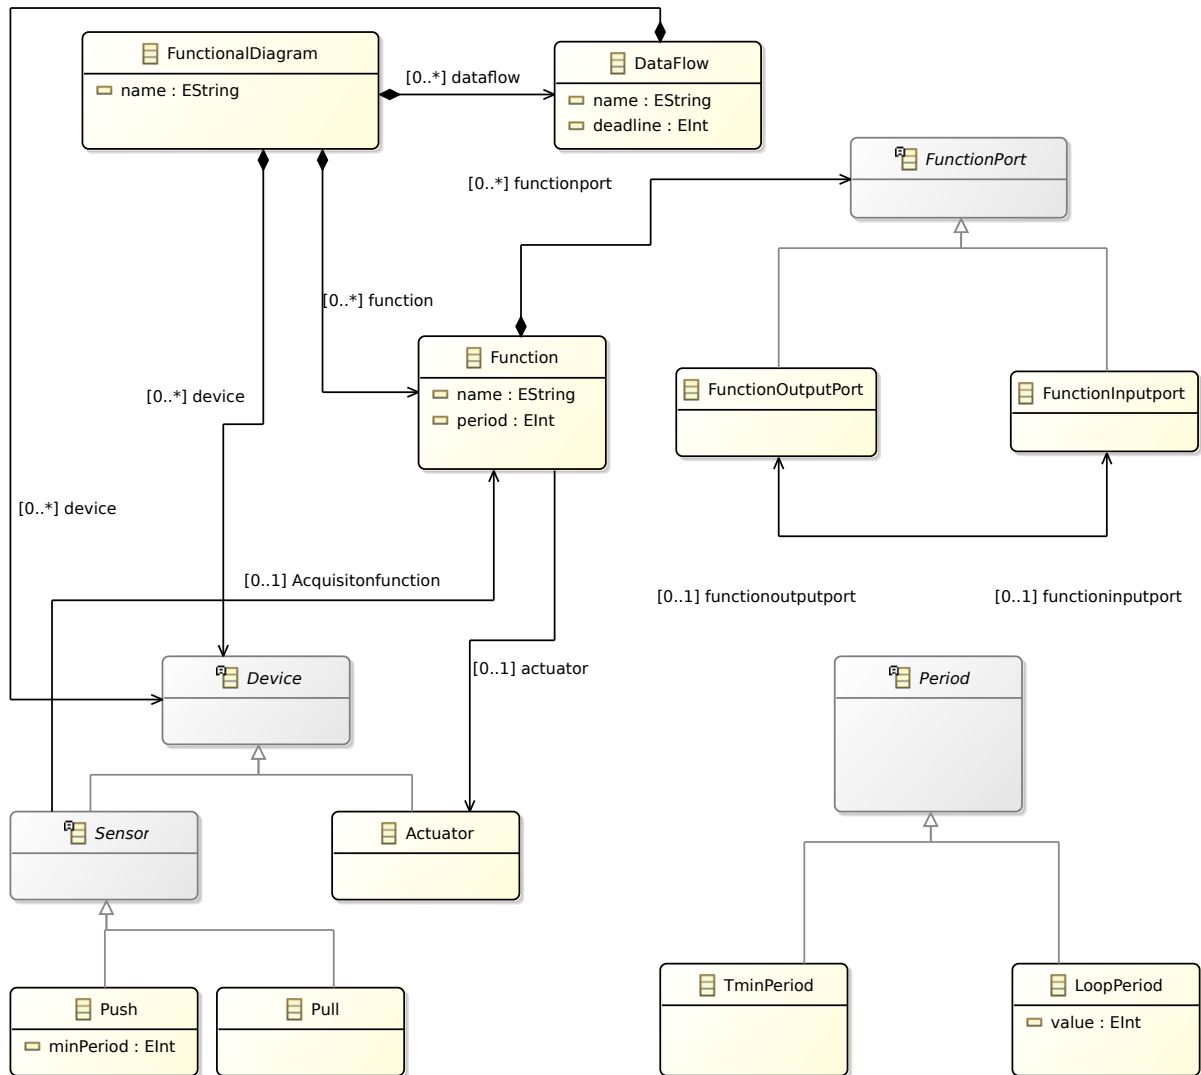 FunctionalDiagram
name : EString
[0..*] dataflow
DataFlow
name : EString
deadline : EInt
FunctionPort
[0..*] functionport
[0..*] function
Function
name : EString
period : EInt
FunctionOutputPort
FunctionInputport
[0..*] device
[0..*] device
[0..1] Acquisitonfunction
[0..1] functionoutputport
[0..1] functioninputport
[0..1] actuator
Device
Period
Sensor
Actuator
Push
minPeriod : EInt
Pull
TminPeriod
LoopPeriod
value : EInt